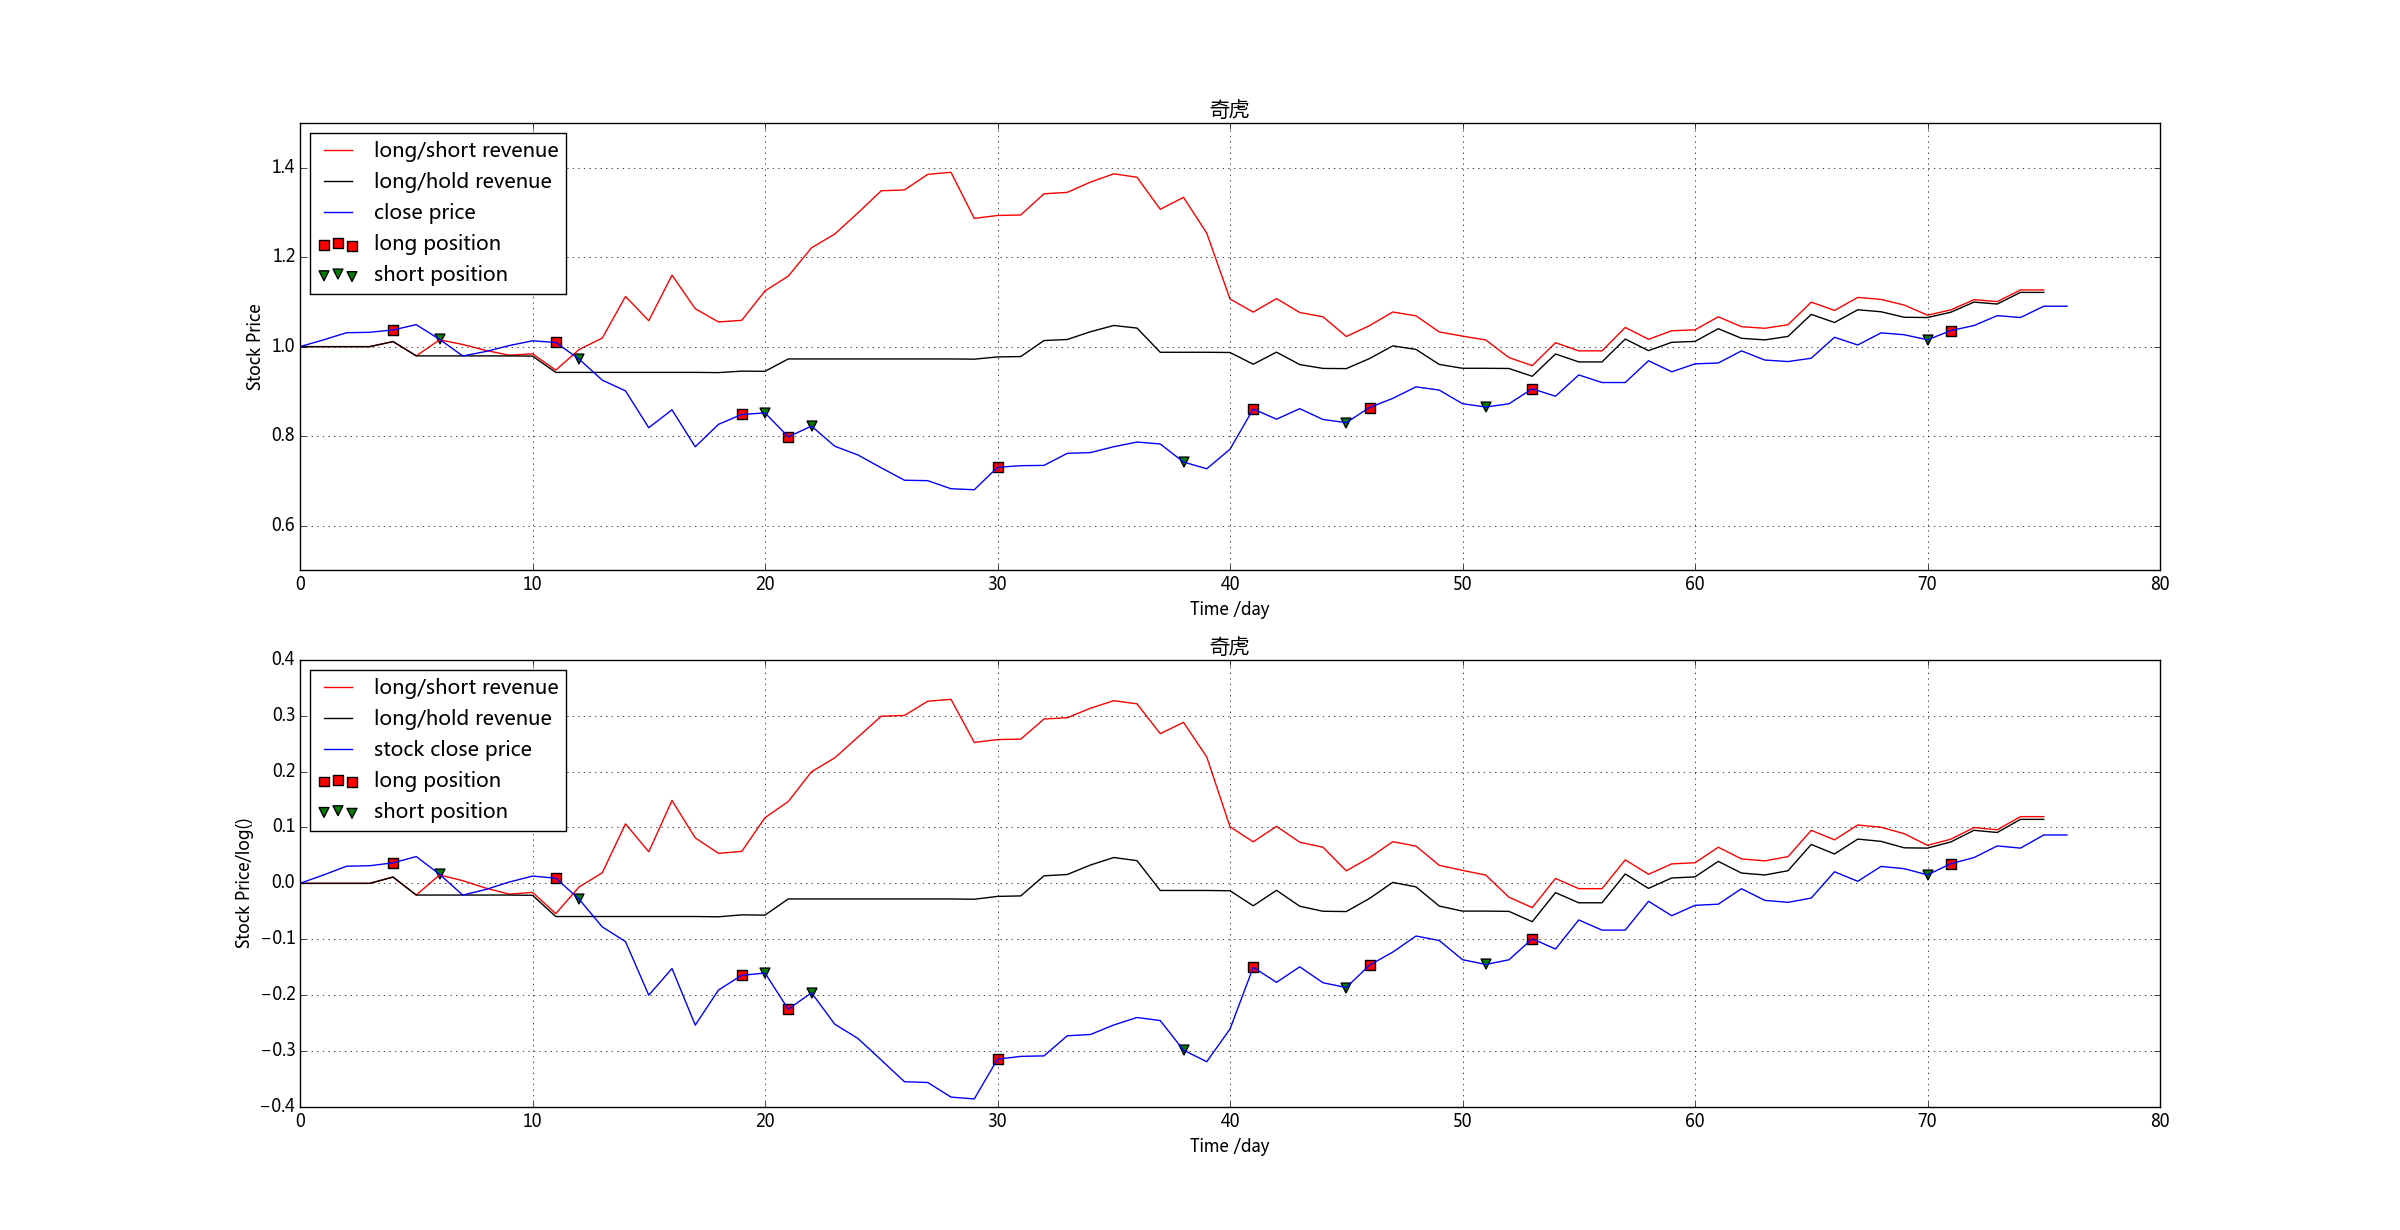 奇虎
long/short revenue
long/hold revenue
close price
long position
short position
Stock Price
1.4
1.2
1.0
0.8
0.6
0 10 20 30 40 50 60 70 80
Time /day
奇虎
long/short revenue
long/hold revenue
stock close price
long position
short position
Stock Price/log()
0.4
0.3
0.2
0.1
0.0
−0.1
−0.2
−0.3
−0.4
0 10 20 30 40 50 60 70 80
Time /day